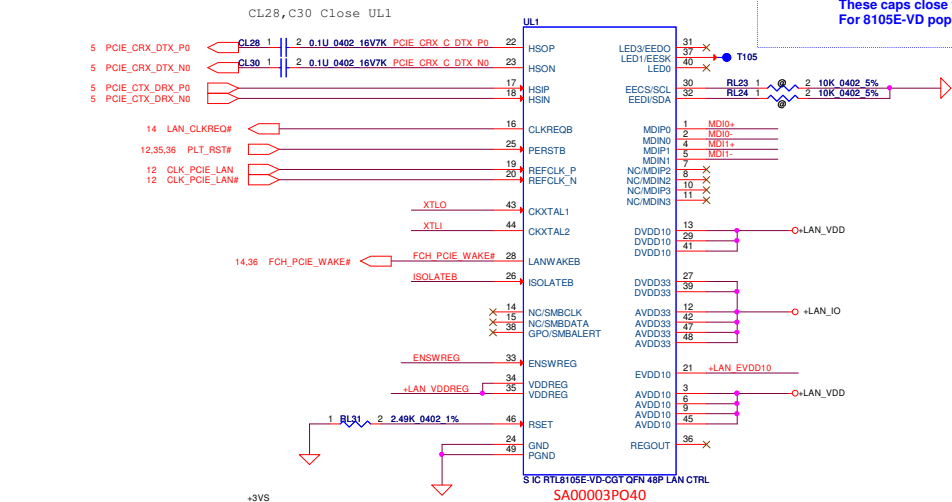 These caps close
For 8105E-VD pop
CL28,C30 Close UL1
UL1
5 PCIE_CRX_DTX_P0 CL28 1 2 0.1U_0402_16V7K PCIE_CRX_C_DTX_P0 22 HSOP
5 PCIE_CRX_DTX_N0 CL30 1 2 0.1U_0402_16V7K PCIE_CRX_C_DTX_N0 23 HSON
5 PCIE_CTX_DRX_P0 17 HSIP
5 PCIE_CTX_DRX_N0 18 HSIN
14 LAN_CLKREQ# 16 CLKREQB
12,35,36 PLT_RST# 25 PERSTB
12 CLK_PCIE_LAN 19 REFCLK_P
12 CLK_PCIE_LAN# 20 REFCLK_N
XTLO 43 CKXTAL1
XTLI 44 CKXTAL2
14,36 FCH_PCIE_WAKE# FCH_PCIE_WAKE# 28 LANWAKEB
ISOLATEB 26 ISOLATEB
14 NC/SMBCLK
15 NC/SMBDATA
38 GPO/SMBALERT
ENSWREG 33 ENSWREG
34 VDDREG
+LAN_VDDREG 35 VDDREG
1 RL31 2 2.49K_0402_1% 46 RSET
24 GND
49 PGND
LED3/EEDO 31
LED1/EESK 37 T105
LED0 40
EECS/SCL 30 RL23 1 @ 2 10K_0402_5%
EEDI/SDA 32 RL24 1 @ 2 10K_0402_5%
MDIP0 1 MDI0+
MDIN0 2 MDI0-
MDIP1 4 MDI1+
MDIN1 5 MDI1-
NC/MDIP2 7
NC/MDIN2 8
NC/MDIP3 10
NC/MDIN3 11
DVDD10 13 +LAN_VDD
DVDD10 29
DVDD10 41
DVDD33 27
DVDD33 39
AVDD33 12 +LAN_IO
AVDD33 42
AVDD33 47
AVDD33 48
EVDD10 21 +LAN_EVDD10
AVDD10 3 +LAN_VDD
AVDD10 6
AVDD10 9
AVDD10 45
REGOUT 36
S IC RTL8105E-VD-CGT QFN 48P LAN CTRL
SA00003PO40
+3VS